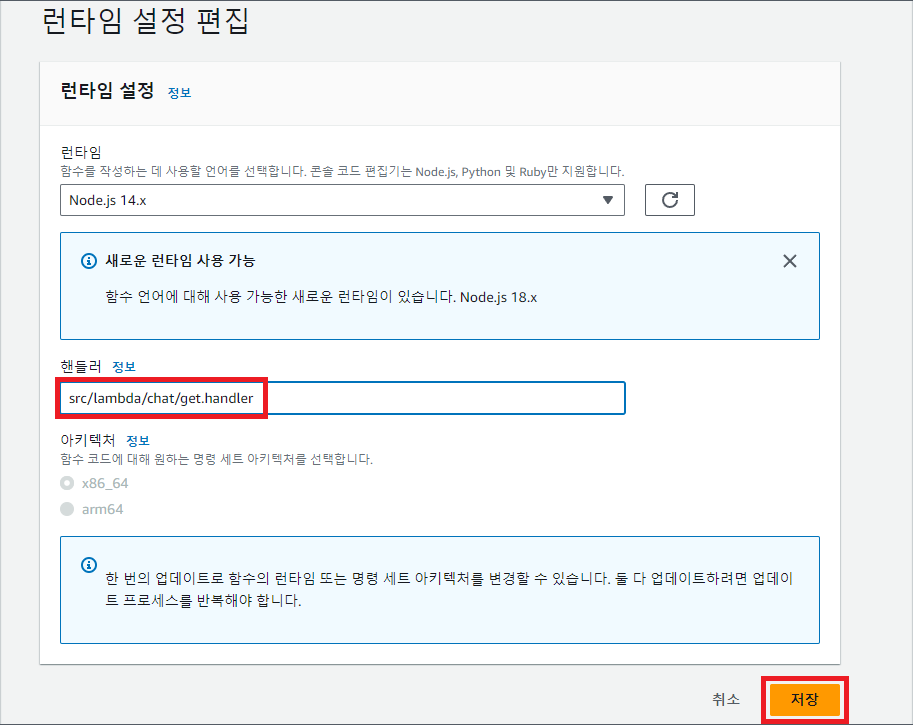 런타임 설정 편집
런타임 설정 정보
런타임
함수를 작성하는 데 사용할 언어를 선택합니다. 콘솔 코드 편집기는 Node.js, Python 및 Ruby만 지원합니다.
Node.js 14.x
새로운 런타임 사용 가능
함수 언어에 대해 사용 가능한 새로운 런타임이 있습니다. Node.js 18.x
핸들러 정보
src/lambda/chat/get.handler
아키텍처 정보
함수 코드에 대해 원하는 명령 세트 아키텍처를 선택합니다.
x86_64
arm64
한 번의 업데이트로 함수의 런타임 또는 명령 세트 아키텍처를 변경할 수 있습니다. 둘 다 업데이트하려면 업데이
트 프로세스를 반복해야 합니다.
취소 저장